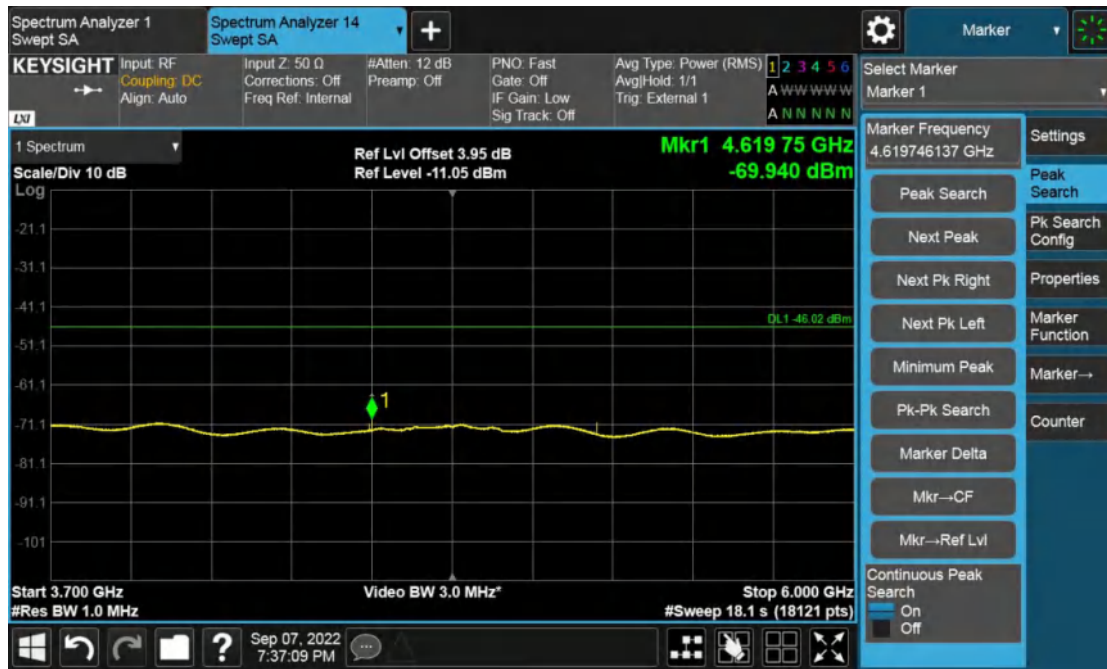 Spectrum Analyzer 1
Swept SA
Spectrum Analyzer 14
Swept SA
Marker
KEYSIGHT
LXI
Input: RF
Coupling: DC
Align: Auto
Input Z: 50 Ω
Corrections: Off
Freq Ref: Internal
#Atten: 12 dB
Preamp: Off
PNO: Fast
Gate: Off
IF Gain: Low
Sig Track: Off
Avg Type: Power (RMS)
Avg|Hold: 1/1
Trig: External 1
1 2 3 4 5 6
A W W W W W
A N N N N N
Select Marker
Marker 1
1 Spectrum
Scale/Div 10 dB
Log
Ref Lvl Offset 3.95 dB
Ref Level -11.05 dBm
Mkr1 4.619 75 GHz
-69.940 dBm
-21.1
-31.1
-41.1
DL1 -46.02 dBm
-51.1
-61.1
1
-71.1
-81.1
-91.1
-101
Start 3.700 GHz
#Res BW 1.0 MHz
Video BW 3.0 MHz*
Stop 6.000 GHz
#Sweep 18.1 s (18121 pts)
Marker Frequency
4.619746137 GHz
Peak Search
Next Peak
Next Pk Right
Next Pk Left
Minimum Peak
Pk-Pk Search
Marker Delta
Mkr→CF
Mkr→Ref Lvl
Continuous Peak
Search
On
Off
Settings
Peak
Search
Pk Search
Config
Properties
Marker
Function
Marker→
Counter
?
Sep 07, 2022
7:37:09 PM